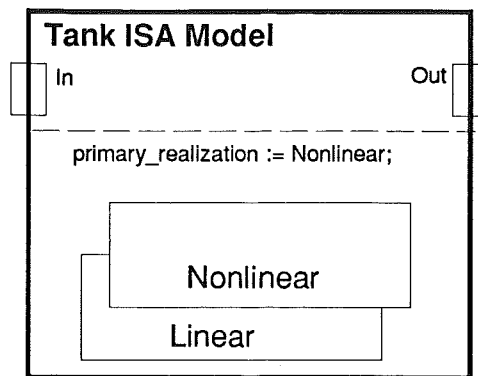 Tank ISA Model
In
Out
primary_realization := Nonlinear;
Nonlinear
Linear